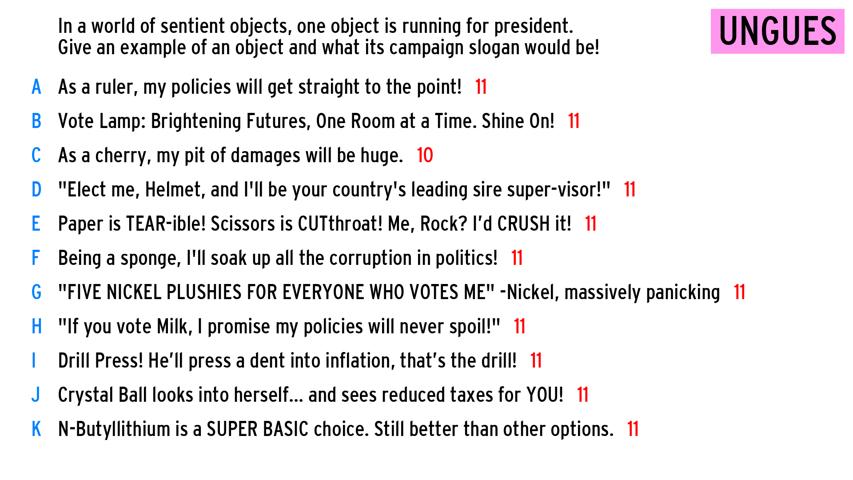 In a world of sentient objects, one object is running for president.
Give an example of an object and what its campaign slogan would be!
UNGUES
A As a ruler, my policies will get straight to the point! 11
B Vote Lamp: Brightening Futures, One Room at a Time. Shine On! 11
C As a cherry, my pit of damages will be huge. 10
D "Elect me, Helmet, and I'll be your country's leading sire super-visor!" 11
E Paper is TEAR-ible! Scissors is CUTthroat! Me, Rock? I'd CRUSH it! 11
F Being a sponge, I'll soak up all the corruption in politics! 11
G "FIVE NICKEL PLUSHIES FOR EVERYONE WHO VOTES ME" -Nickel, massively panicking 11
H "If you vote Milk, I promise my policies will never spoil!" 11
I Drill Press! He’ll press a dent into inflation, that’s the drill! 11
J Crystal Ball looks into herself... and sees reduced taxes for YOU! 11
K N-Butyllithium is a SUPER BASIC choice. Still better than other options. 11